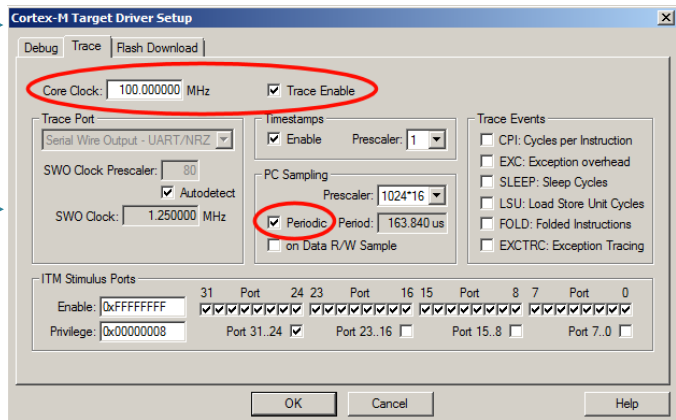 Cortex-M Target Driver Setup
Debug Trace Flash Download
Core Clock: 100.000000 MHz Trace Enable
Trace Port
Serial Wire Output - UART/NRZ
SWO Clock Prescaler: 80
Autodetect
SWO Clock: 1.250000 MHz
Timestamps
Enable Prescaler: 1
PC Sampling
Prescaler: 1024*16
Periodic Period: 163.840 us
on Data R/W Sample
Trace Events
CPI: Cycles per Instruction
EXC: Exception overhead
SLEEP: Sleep Cycles
LSU: Load Store Unit Cycles
FOLD: Folded Instructions
EXCTRC: Exception Tracing
ITM Stimulus Ports
31 Port 24 23 Port 16 15 Port 8 7 Port 0
Enable: 0xFFFFFFFF
Privilege: 0x00000008 Port 31..24 Port 23..16 Port 15..8 Port 7..0
OK Cancel Help